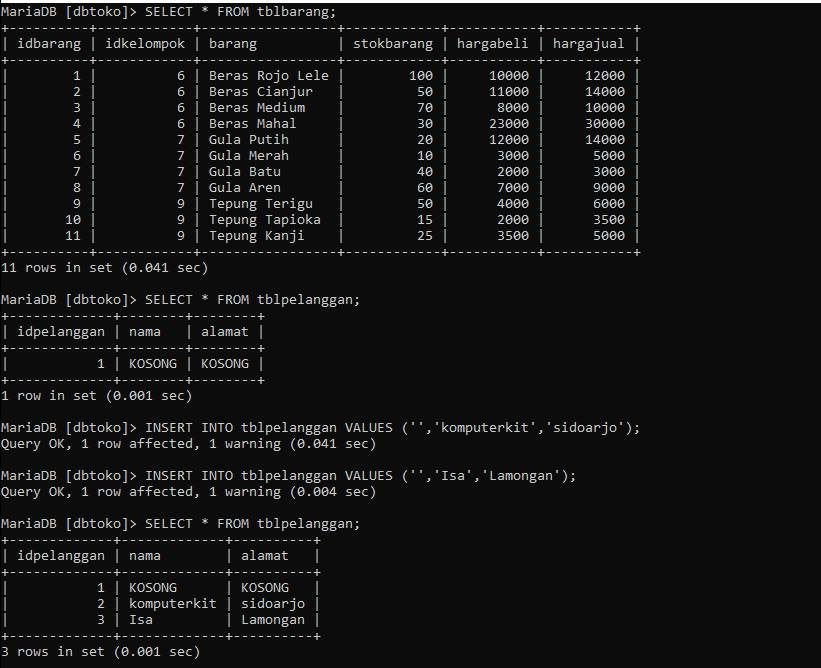 MariaDB [dbtoko]> SELECT * FROM tblbarang;
+----------+------------+-----------------+------------+-----------+-----------+
| idbarang | idkelompok | barang          | stokbarang | hargabeli | hargajual |
+----------+------------+-----------------+------------+-----------+-----------+
|        1 |          6 | Beras Rojo Lele |        100 |     10000 |     12000 |
|        2 |          6 | Beras Cianjur   |         50 |     11000 |     14000 |
|        3 |          6 | Beras Medium    |         70 |      8000 |     10000 |
|        4 |          6 | Beras Mahal     |         30 |     23000 |     30000 |
|        5 |          7 | Gula Putih      |         20 |     12000 |     14000 |
|        6 |          7 | Gula Merah      |         10 |      3000 |      5000 |
|        7 |          7 | Gula Batu       |         40 |      2000 |      3000 |
|        8 |          7 | Gula Aren       |         60 |      7000 |      9000 |
|        9 |          9 | Tepung Terigu   |         50 |      4000 |      6000 |
|       10 |          9 | Tepung Tapioka  |         15 |      2000 |      3500 |
|       11 |          9 | Tepung Kanji    |         25 |      3500 |      5000 |
+----------+------------+-----------------+------------+-----------+-----------+
11 rows in set (0.041 sec)
MariaDB [dbtoko]> SELECT * FROM tblpelanggan;
+-------------+--------+--------+
| idpelanggan | nama   | alamat |
+-------------+--------+--------+
|           1 | KOSONG | KOSONG |
+-------------+--------+--------+
1 row in set (0.001 sec)
MariaDB [dbtoko]> INSERT INTO tblpelanggan VALUES ('','komputerkit','sidoarjo');
Query OK, 1 row affected, 1 warning (0.041 sec)
MariaDB [dbtoko]> INSERT INTO tblpelanggan VALUES ('','Isa','Lamongan');
Query OK, 1 row affected, 1 warning (0.004 sec)
MariaDB [dbtoko]> SELECT * FROM tblpelanggan;
+-------------+-------------+----------+
| idpelanggan | nama        | alamat   |
+-------------+-------------+----------+
|           1 | KOSONG      | KOSONG   |
|           2 | komputerkit | sidoarjo |
|           3 | Isa         | Lamongan |
+-------------+-------------+----------+
3 rows in set (0.001 sec)